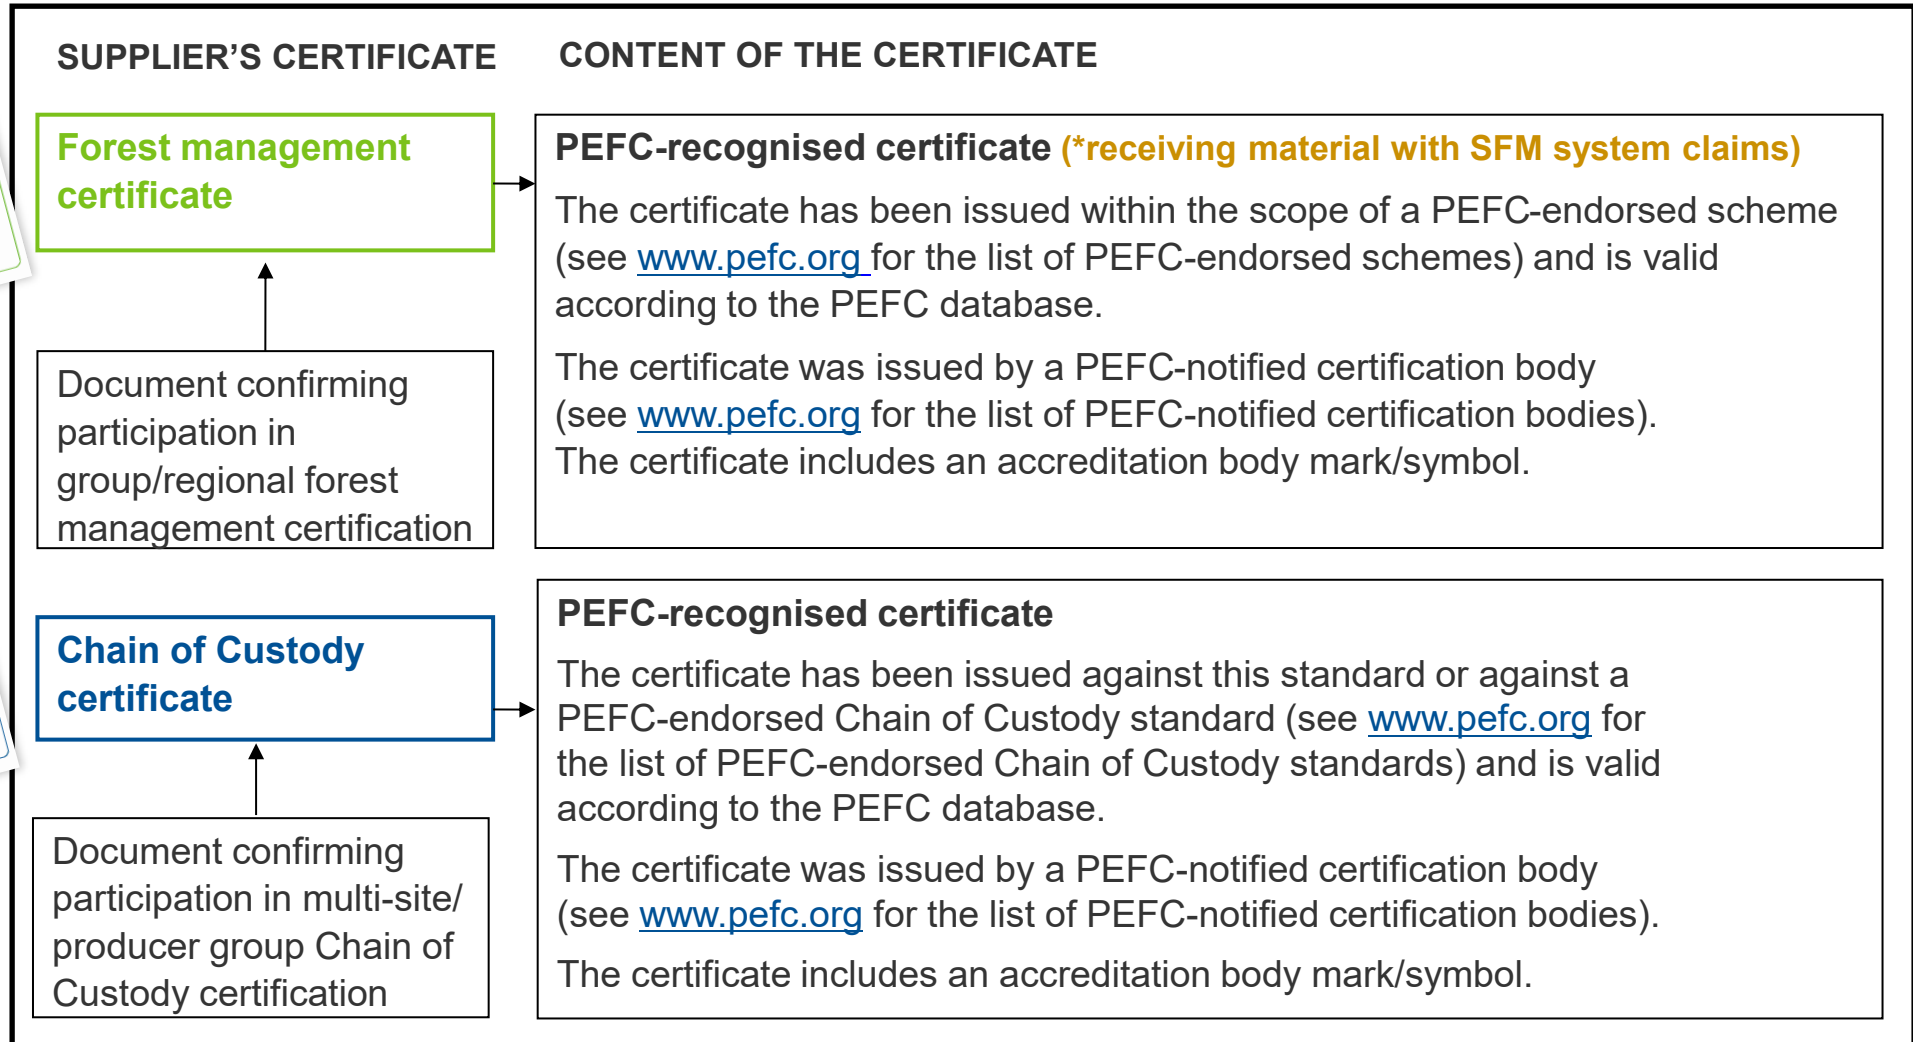 SUPPLIER’S CERTIFICATE
CONTENT OF THE CERTIFICATE
Forest management
certificate
PEFC-recognised certificate (*receiving material with SFM system claims)
The certificate has been issued within the scope of a PEFC-endorsed scheme
(see www.pefc.org for the list of PEFC-endorsed schemes) and is valid
according to the PEFC database.
The certificate was issued by a PEFC-notified certification body
(see www.pefc.org for the list of PEFC-notified certification bodies).
The certificate includes an accreditation body mark/symbol.
Document confirming
participation in
group/regional forest
management certification
Chain of Custody
certificate
PEFC-recognised certificate
The certificate has been issued against this standard or against a
PEFC-endorsed Chain of Custody standard (see www.pefc.org for
the list of PEFC-endorsed Chain of Custody standards) and is valid
according to the PEFC database.
The certificate was issued by a PEFC-notified certification body
(see www.pefc.org for the list of PEFC-notified certification bodies).
The certificate includes an accreditation body mark/symbol.
Document confirming
participation in multi-site/
producer group Chain of
Custody certification